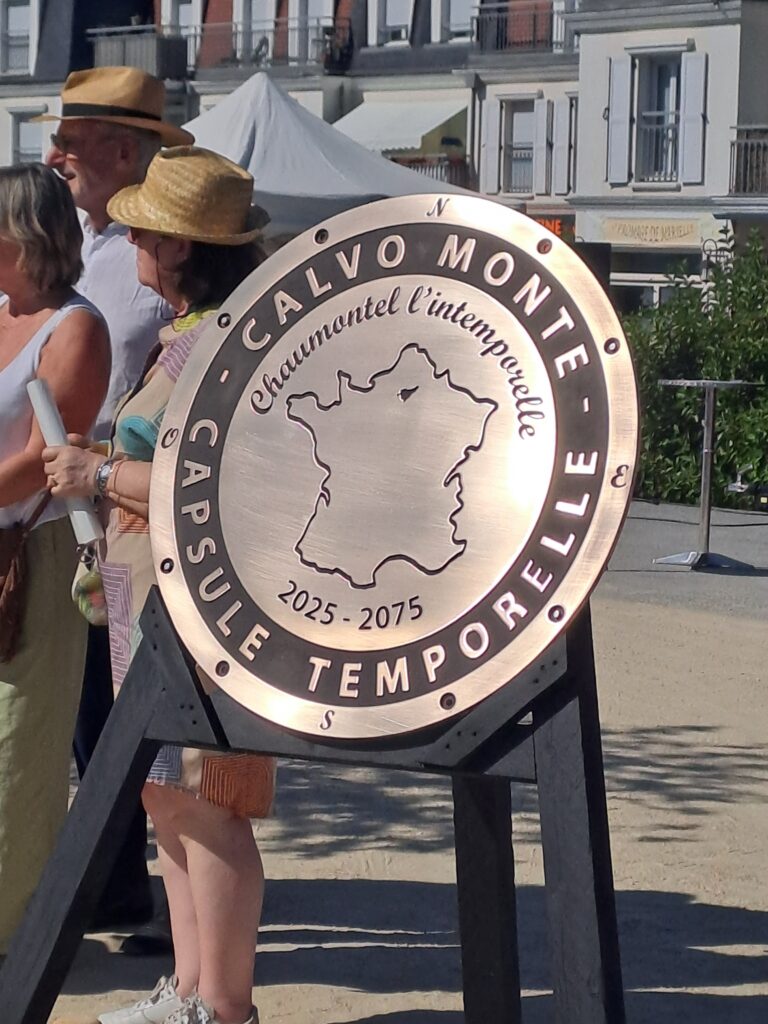 N
- CALVO MONTE -
Chaumontel l'intemporelle
O
E
2025 - 2075
CAPSULE TEMPORELLE
S